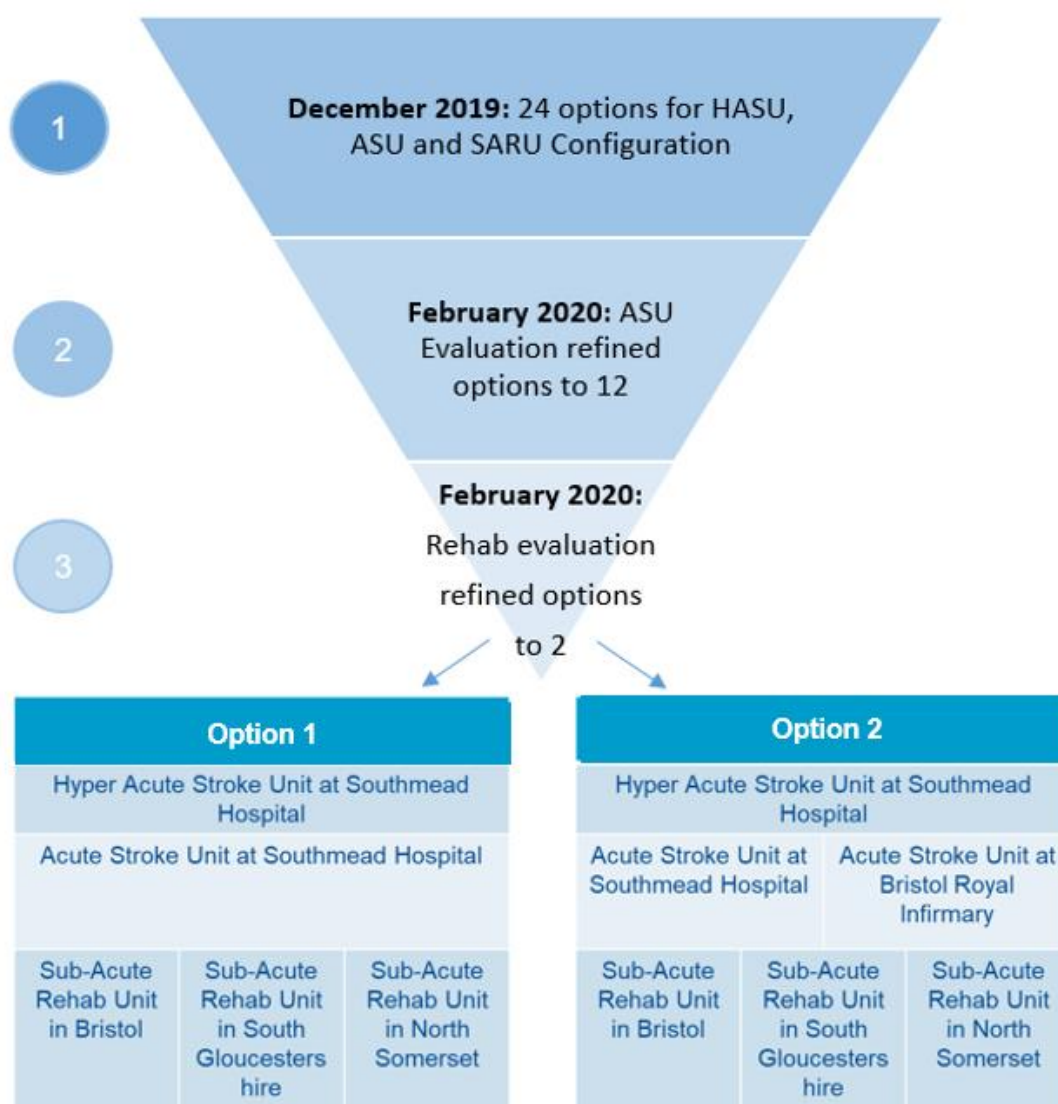 1
December 2019: 24 options for HASU,
ASU and SARU Configuration
2
February 2020: ASU
Evaluation refined
options to 12
3
February 2020:
Rehab evaluation
refined options
to 2
Option 1
Hyper Acute Stroke Unit at Southmead
Hospital
Acute Stroke Unit at Southmead Hospital
Sub-Acute
Rehab Unit
in Bristol
Sub-Acute
Rehab Unit
in South
Gloucesters
hire
Sub-Acute
Rehab Unit
in North
Somerset
Option 2
Hyper Acute Stroke Unit at Southmead
Hospital
Acute Stroke Unit at
Southmead Hospital
Acute Stroke Unit at
Bristol Royal
Infirmary
Sub-Acute
Rehab Unit
in Bristol
Sub-Acute
Rehab Unit
in South
Gloucesters
hire
Sub-Acute
Rehab Unit
in North
Somerset